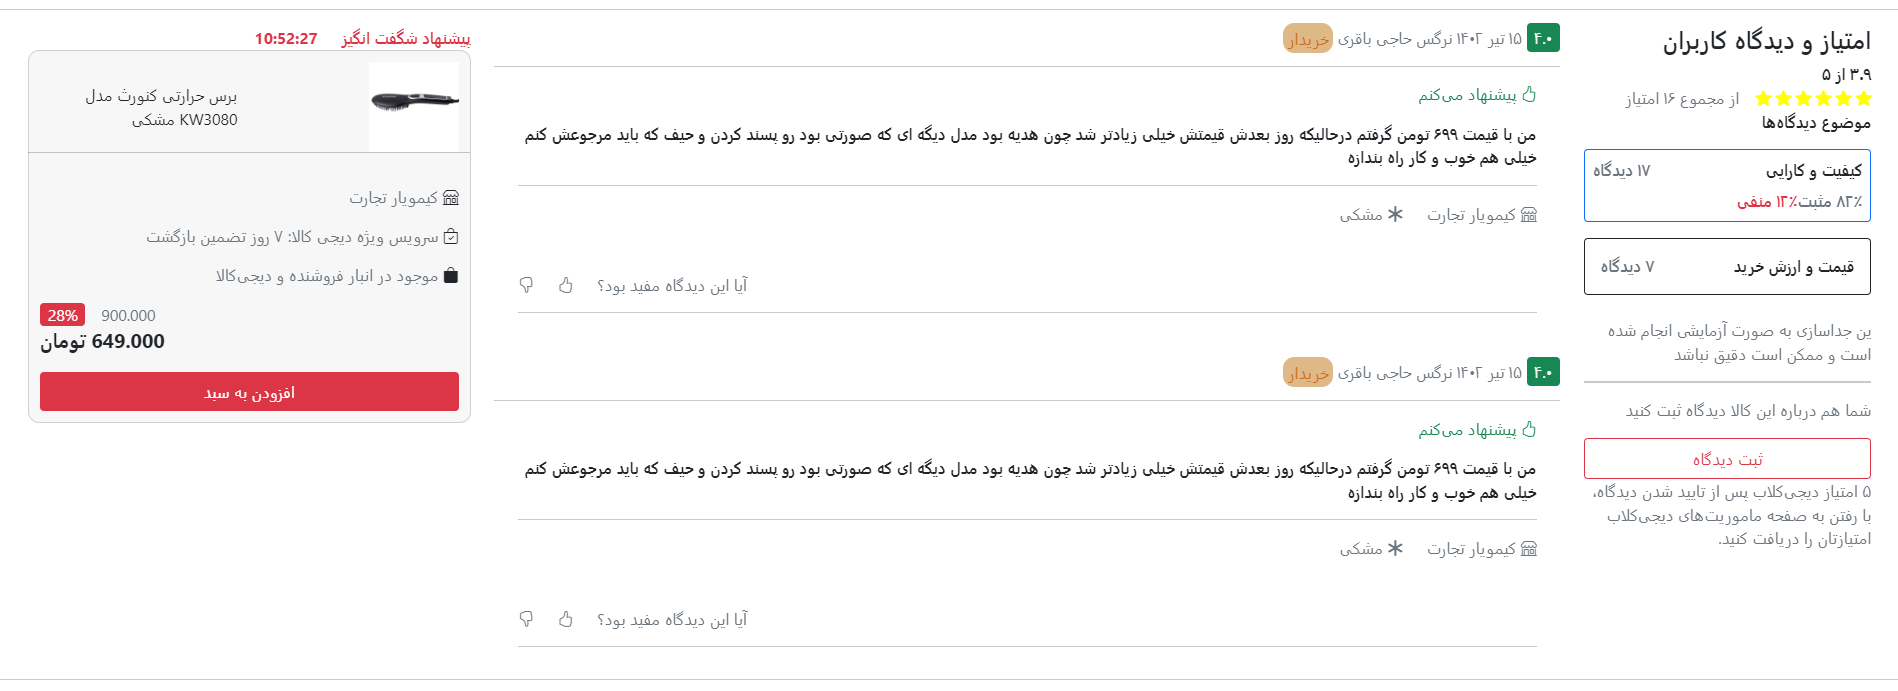 امتیاز و دیدگاه کاربران
۳.۹ از ۵
از مجموع ۱۶ امتیاز
موضوع دیدگاه‌ها
کیفیت و کارایی
۱۷ دیدگاه
۸۲٪ مثبت۱۲٪ منفی
قیمت و ارزش خرید
۷ دیدگاه
ین جداسازی به صورت آزمایشی انجام شده
است و ممکن است دقیق نباشد
شما هم درباره این کالا دیدگاه ثبت کنید
ثبت دیدگاه
۵ امتیاز دیجی‌کلاب پس از تایید شدن دیدگاه،
با رفتن به صفحه ماموریت‌های دیجی‌کلاب
امتیازتان را دریافت کنید.
۴.۰ ۱۵ تیر ۱۴۰۲ نرگس حاجی باقری خریدار
پیشنهاد می‌کنم
من با قیمت ۶۹۹ تومن گرفتم درحالیکه روز بعدش قیمتش خیلی زیادتر شد چون هدیه بود مدل دیگه ای که صورتی بود رو پسند کردن و حیف که باید مرجوعش کنم
خیلی هم خوب و کار راه بندازه
کیمویار تجارت
مشکی
آیا این دیدگاه مفید بود؟
۴.۰ ۱۵ تیر ۱۴۰۲ نرگس حاجی باقری خریدار
پیشنهاد می‌کنم
من با قیمت ۶۹۹ تومن گرفتم درحالیکه روز بعدش قیمتش خیلی زیادتر شد چون هدیه بود مدل دیگه ای که صورتی بود رو پسند کردن و حیف که باید مرجوعش کنم
خیلی هم خوب و کار راه بندازه
کیمویار تجارت
مشکی
آیا این دیدگاه مفید بود؟
پیشنهاد شگفت انگیز
10:52:27
برس حرارتی کنورث مدل
KW3080 مشکی
کیمویار تجارت
سرویس ویژه دیجی کالا: ۷ روز تضمین بازگشت
موجود در انبار فروشنده و دیجی‌کالا
900.000
28%
649.000 تومان
افزودن به سبد